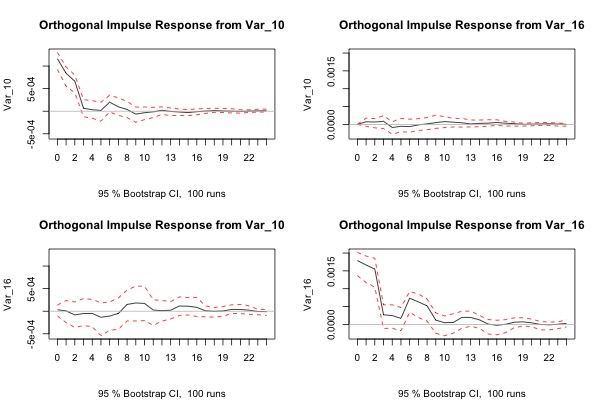 Orthogonal Impulse Response from Var_10
Var_10
5e-04
-5e-04
0 2 4 6 8 10 13 16 19 22
95 % Bootstrap CI, 100 runs
Orthogonal Impulse Response from Var_16
Var_10
0.0015
0.0000
0 2 4 6 8 10 13 16 19 22
95 % Bootstrap CI, 100 runs
Orthogonal Impulse Response from Var_10
Var_16
5e-04
-5e-04
0 2 4 6 8 10 13 16 19 22
95 % Bootstrap CI, 100 runs
Orthogonal Impulse Response from Var_16
Var_16
0.0015
0.0000
0 2 4 6 8 10 13 16 19 22
95 % Bootstrap CI, 100 runs